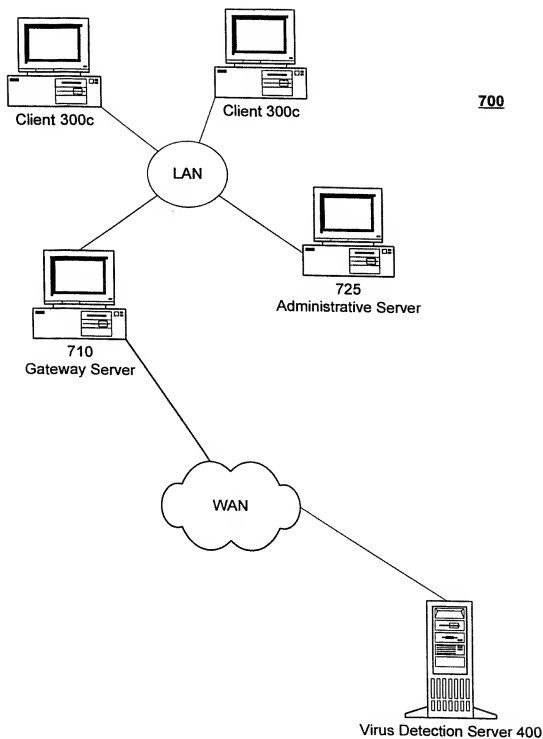 Client 300c
Client 300c
700
LAN
725
Administrative Server
710
Gateway Server
WAN
Virus Detection Server 400